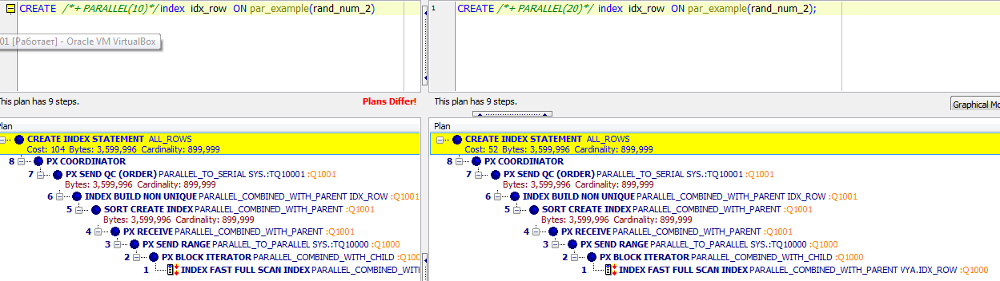 CREATE /*+ PARALLEL(10)*/ index idx_row ON par_example(rand_num_2)
01 [Работает] - Oracle VM VirtualBox
This plan has 9 steps.
Plans Differ!
Plan
CREATE INDEX STATEMENT ALL_ROWS
Cost: 104 Bytes: 3,599,996 Cardinality: 899,999
8 PX COORDINATOR
7 PX SEND QC (ORDER) PARALLEL_TO_SERIAL SYS.:TQ10001 :Q1001
Bytes: 3,599,996 Cardinality: 899,999
6 INDEX BUILD NON UNIQUE PARALLEL_COMBINED_WITH_PARENT IDX_ROW :Q1001
5 SORT CREATE INDEX PARALLEL_COMBINED_WITH_PARENT :Q1001
Bytes: 3,599,996 Cardinality: 899,999
4 PX RECEIVE PARALLEL_COMBINED_WITH_PARENT :Q1001
3 PX SEND RANGE PARALLEL_TO_PARALLEL SYS.:TQ10000 :Q1000
2 PX BLOCK ITERATOR PARALLEL_COMBINED_WITH_CHILD :Q100
1 INDEX FAST FULL SCAN INDEX PARALLEL_COMBINED_WIT
1 CREATE /*+ PARALLEL(20)*/ index idx_row ON par_example(rand_num_2);
This plan has 9 steps.
Graphical Mo
Plan
CREATE INDEX STATEMENT ALL_ROWS
Cost: 52 Bytes: 3,599,996 Cardinality: 899,999
8 PX COORDINATOR
7 PX SEND QC (ORDER) PARALLEL_TO_SERIAL SYS.:TQ10001 :Q1001
Bytes: 3,599,996 Cardinality: 899,999
6 INDEX BUILD NON UNIQUE PARALLEL_COMBINED_WITH_PARENT IDX_ROW :Q1001
5 SORT CREATE INDEX PARALLEL_COMBINED_WITH_PARENT :Q1001
Bytes: 3,599,996 Cardinality: 899,999
4 PX RECEIVE PARALLEL_COMBINED_WITH_PARENT :Q1001
3 PX SEND RANGE PARALLEL_TO_PARALLEL SYS.:TQ10000 :Q1000
2 PX BLOCK ITERATOR PARALLEL_COMBINED_WITH_CHILD :Q1000
1 INDEX FAST FULL SCAN INDEX PARALLEL_COMBINED_WITH_PARENT VYA.IDX_ROW :Q1000